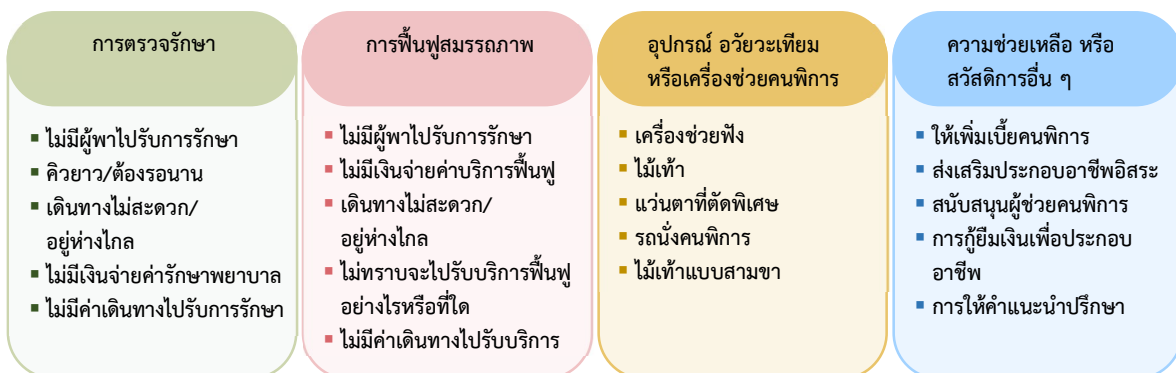 การตรวจรักษา
▪ ไม่มีผู้พาไปรับการรักษา
▪ คิวยาว/ต้องรอนาน
▪ เดินทางไม่สะดวก/
อยู่ห่างไกล
▪ ไม่มีเงินจ่ายค่ารักษาพยาบาล
▪ ไม่มีค่าเดินทางไปรับการรักษา
การฟื้นฟูสมรรถภาพ
▪ ไม่มีผู้พาไปรับการรักษา
▪ ไม่มีเงินจ่ายค่าบริการฟื้นฟู
▪ เดินทางไม่สะดวก/
อยู่ห่างไกล
▪ ไม่ทราบจะไปรับบริการฟื้นฟู
อย่างไรหรือที่ใด
▪ ไม่มีค่าเดินทางไปรับบริการ
อุปกรณ์ อวัยวะเทียม
หรือเครื่องช่วยคนพิการ
▪ เครื่องช่วยฟัง
▪ ไม้เท้า
▪ แว่นตาที่ตัดพิเศษ
▪ รถนั่งคนพิการ
▪ ไม้เท้าแบบสามขา
ความช่วยเหลือ หรือ
สวัสดิการอื่น ๆ
▪ ให้เพิ่มเบี้ยคนพิการ
▪ ส่งเสริมประกอบอาชีพอิสระ
▪ สนับสนุนผู้ช่วยคนพิการ
▪ การกู้ยืมเงินเพื่อประกอบ
อาชีพ
▪ การให้คำแนะนำปรึกษา